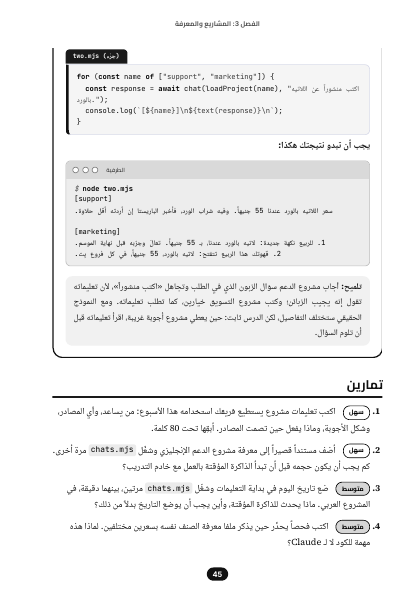 الفصل 3: المشاريع والمعرفة
two.mjs (جزء)
for (const name of ["support", "marketing"]) {
const response = await chat(loadProject(name), "اكتب منشوراً عن اللاتيه
بالورد.");
console.log(`[${name}]\n${text(response)}\n`);
}
يجب أن تبدو نتيجتك هكذا:
الطرفية
$ node two.mjs
[support]
سعر اللاتيه بالورد عندنا 55 جنيهاً. وفيه شراب الورد، فأخبر الباريستا إن أردته أقل حلاوة.
[marketing]
1. للربيع نكهة جديدة: لاتيه بالورد عندنا، بـ 55 جنيهاً. تعالَ وجرّبه قبل نهاية الموسم.
2. قهوتك هذا الربيع تتفتح: لاتيه بالورد، 55 جنيهاً، في كل فروع بِت.
تلميح: أجاب مشروع الدعم سؤال الزبون الذي في الطلب وتجاهل «اكتب منشوراً»، لأن تعليماته
تقول إنه يجيب الزبائن؛ وكتب مشروع التسويق خيارين، كما تطلب تعليماته. ومع النموذج
الحقيقي ستختلف التفاصيل، لكن الدرس ثابت: حين يعطي مشروع أجوبة غريبة، اقرأ تعليماته قبل
أن تلوم السؤال.
تمارين
1. سهل اكتب تعليمات مشروع يستطيع فريقك استخدامه هذا الأسبوع: من يساعد، وأي المصادر،
وشكل الأجوبة، وماذا يفعل حين تصمت المصادر. أبقها تحت 80 كلمة.
2. سهل أضف مستنداً قصيراً إلى معرفة مشروع الدعم الإنجليزي وشغّل chats.mjs مرة أخرى.
كم يجب أن يكون حجمه قبل أن تبدأ الذاكرة المؤقتة بالعمل مع خادم التدريب؟
3. متوسط ضع تاريخ اليوم في بداية التعليمات وشغّل chats.mjs مرتين، بينهما دقيقة، في
المشروع العربي. ماذا يحدث للذاكرة المؤقتة، وأين يجب أن يوضع التاريخ بدلاً من ذلك؟
4. متوسط اكتب فحصاً يحذّر حين يذكر ملفا معرفة الصنف نفسه بسعرين مختلفين. لماذا هذه
مهمة للكود لا لـ Claude؟
45